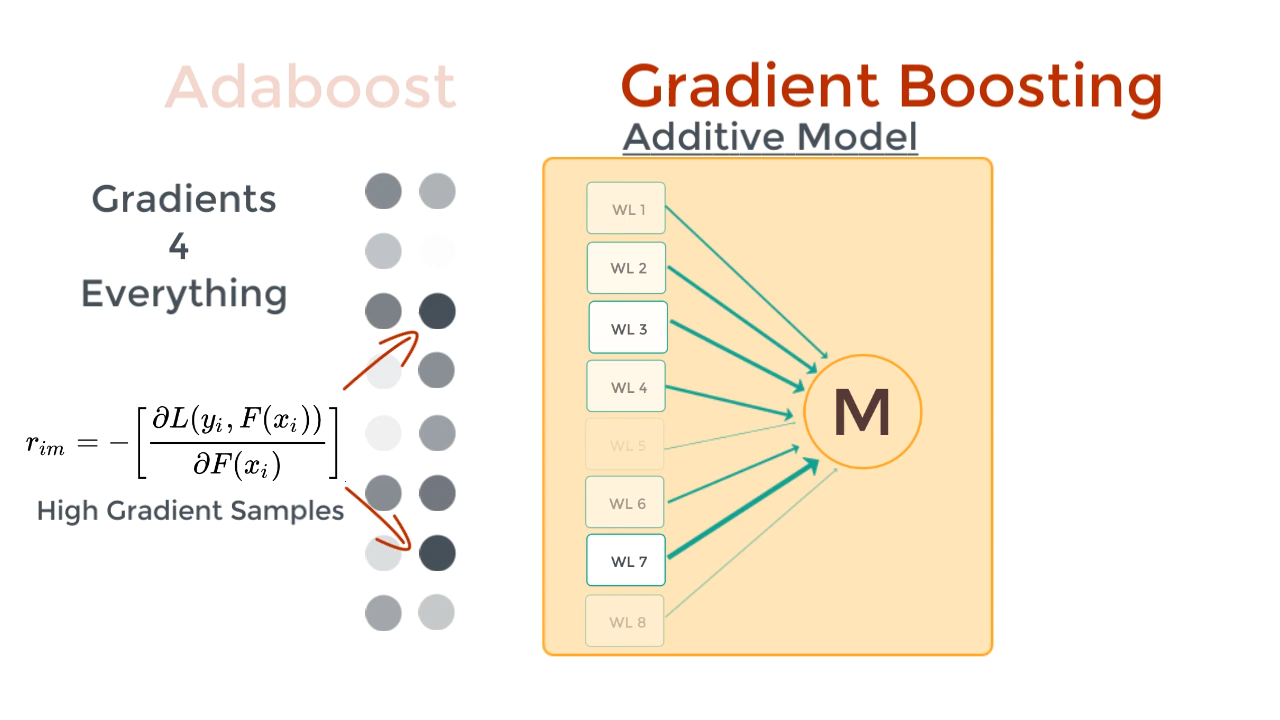 Adaboost
Gradient Boosting
Additive Model
Gradients
4
Everything
r_{im} = -\left[\frac{\partial L(y_i, F(x_i))}{\partial F(x_i)}\right]
High Gradient Samples
WL 1
WL 2
WL 3
WL 4
WL 5
WL 6
WL 7
WL 8
M